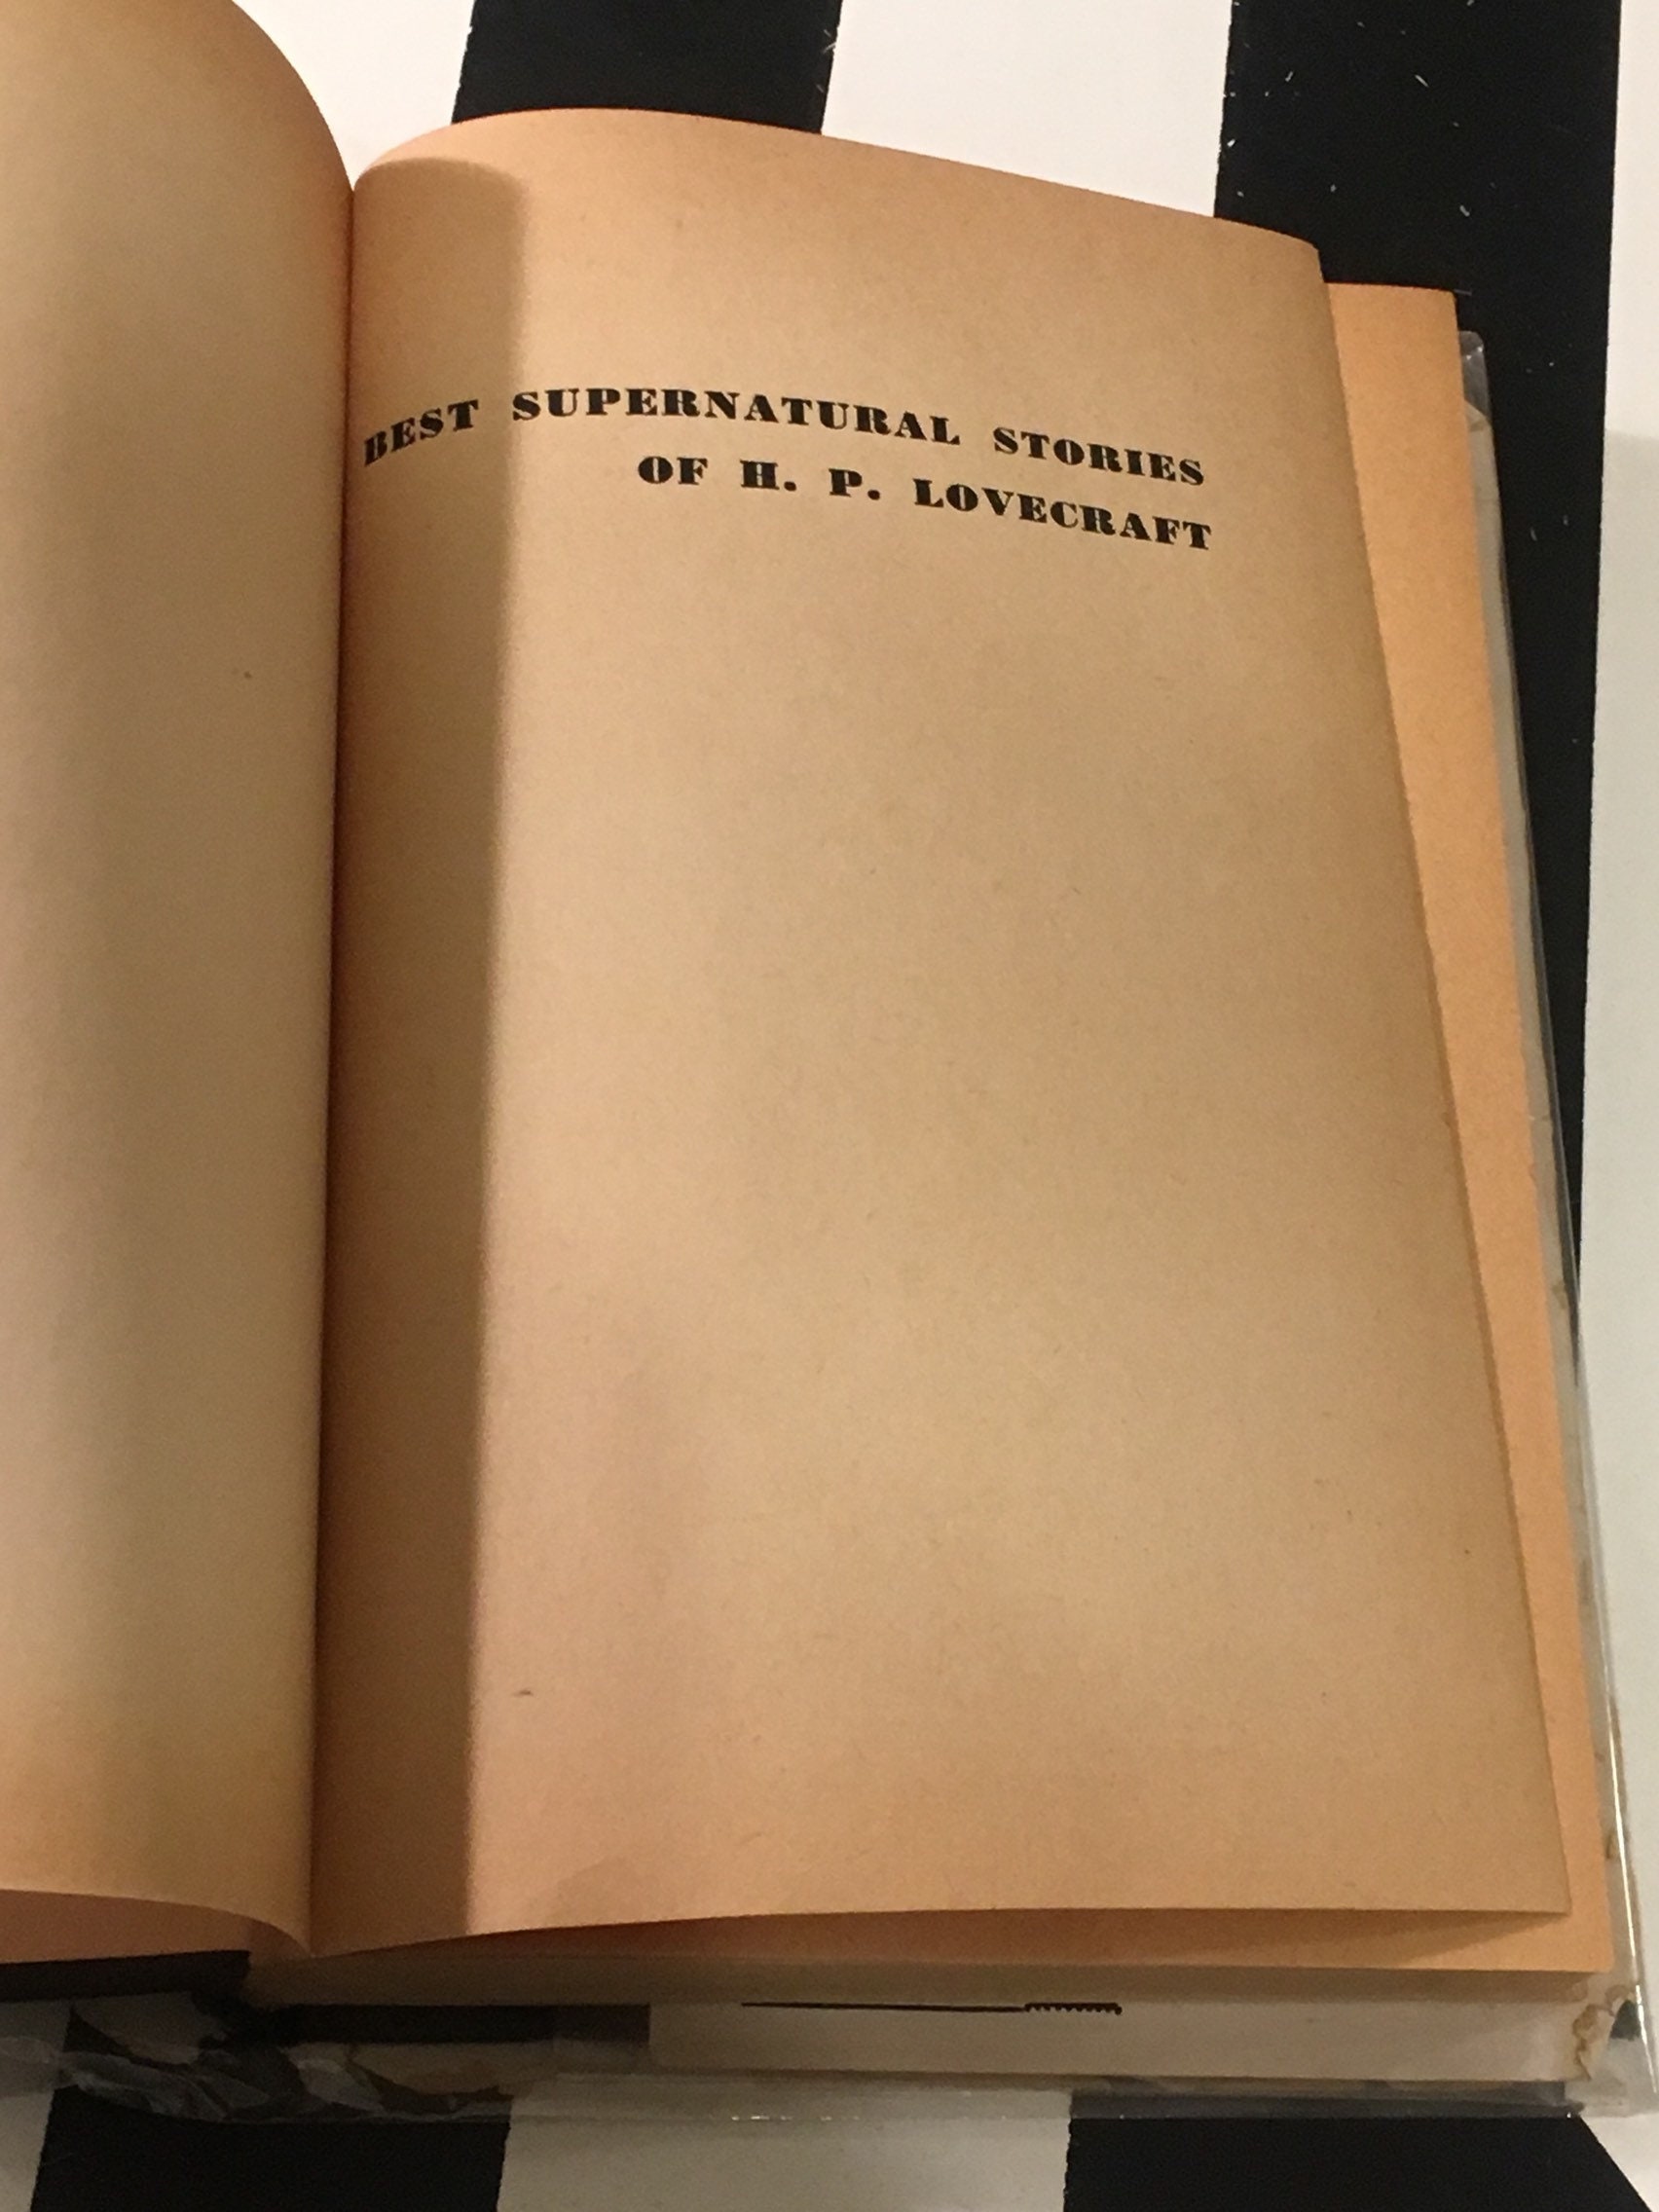 BEST SUPERNATURAL STORIES
OF H. P. LOVECRAFT